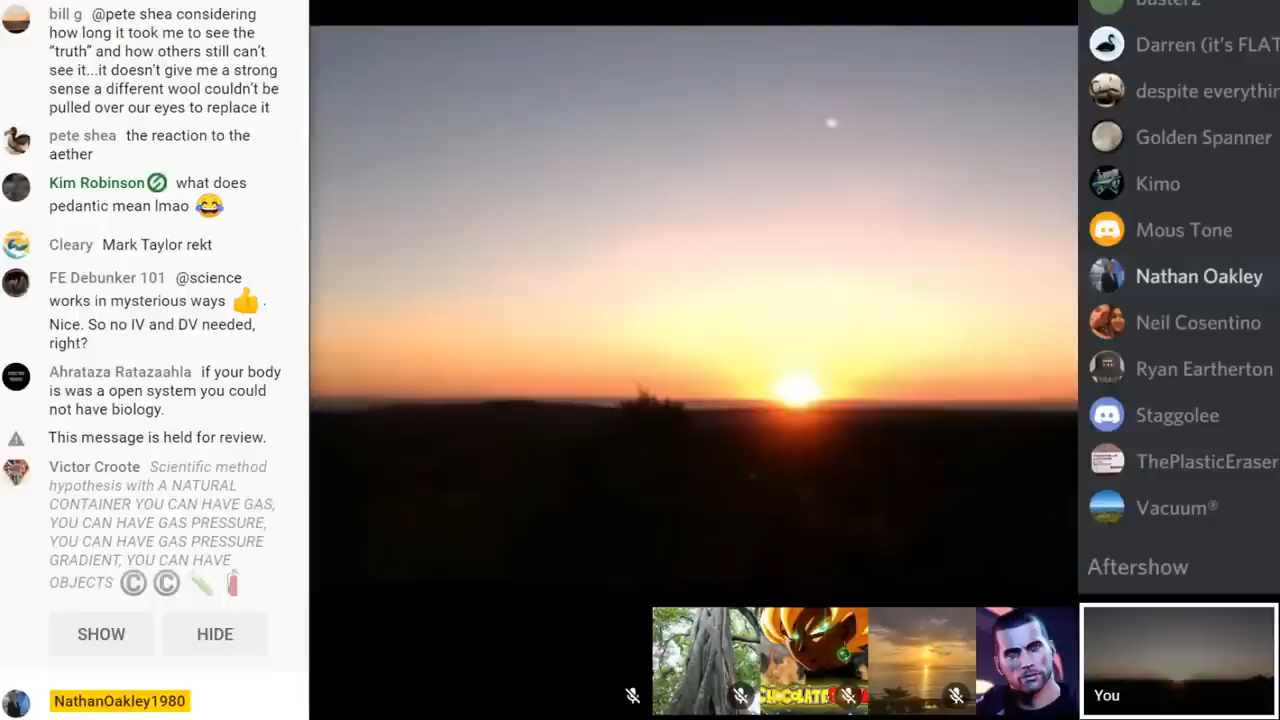 bill g @pete shea considering
how long it took me to see the
“truth” and how others still can’t
see it...it doesn’t give me a strong
sense a different wool couldn’t be
pulled over our eyes to replace it
pete shea the reaction to the
aether
Kim Robinson what does
pedantic mean lmao
Cleary Mark Taylor rekt
FE Debunker 101 @science
works in mysterious ways .
Nice. So no IV and DV needed,
right?
Ahrataza Ratazaahla if your body
is was a open system you could
not have biology.
This message is held for review.
Victor Croote Scientific method
hypothesis with A NATURAL
CONTAINER YOU CAN HAVE GAS,
YOU CAN HAVE GAS PRESSURE,
YOU CAN HAVE GAS PRESSURE
GRADIENT, YOU CAN HAVE
OBJECTS © ©
SHOW HIDE
NathanOakley1980
Darren (it’s FLAT
despite everythin
Golden Spanner
Kimo
Mous Tone
Nathan Oakley
Neil Cosentino
Ryan Eartherton
Staggolee
ThePlasticEraser
Vacuum®
Aftershow
You